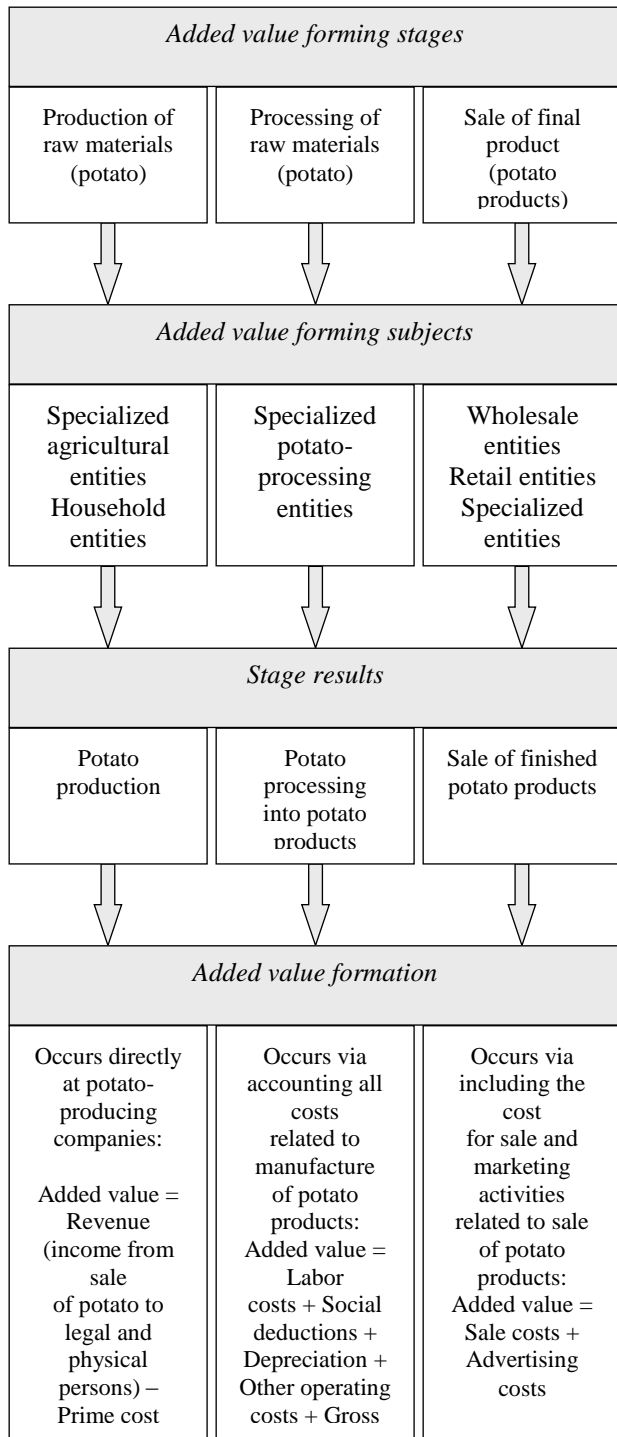 Added value forming stages
Production of
raw materials
(potato)
Processing of
raw materials
(potato)
Sale of final
product
(potato
products)
Added value forming subjects
Specialized
agricultural
entities
Household
entities
Specialized
potato-
processing
entities
Wholesale
entities
Retail entities
Specialized
entities
Stage results
Potato
production
Potato
processing
into potato
products
Sale of finished
potato products
Added value formation
Occurs directly
at potato-
producing
companies:
Added value =
Revenue
(income from
sale
of potato to
legal and
physical
persons) –
Prime cost
Occurs via
accounting all
costs
related to
manufacture
of potato
products:
Added value =
Labor
costs + Social
deductions +
Depreciation +
Other operating
costs + Gross
Occurs via
including the
cost
for sale and
marketing
activities
related to sale
of potato
products:
Added value =
Sale costs +
Advertising
costs